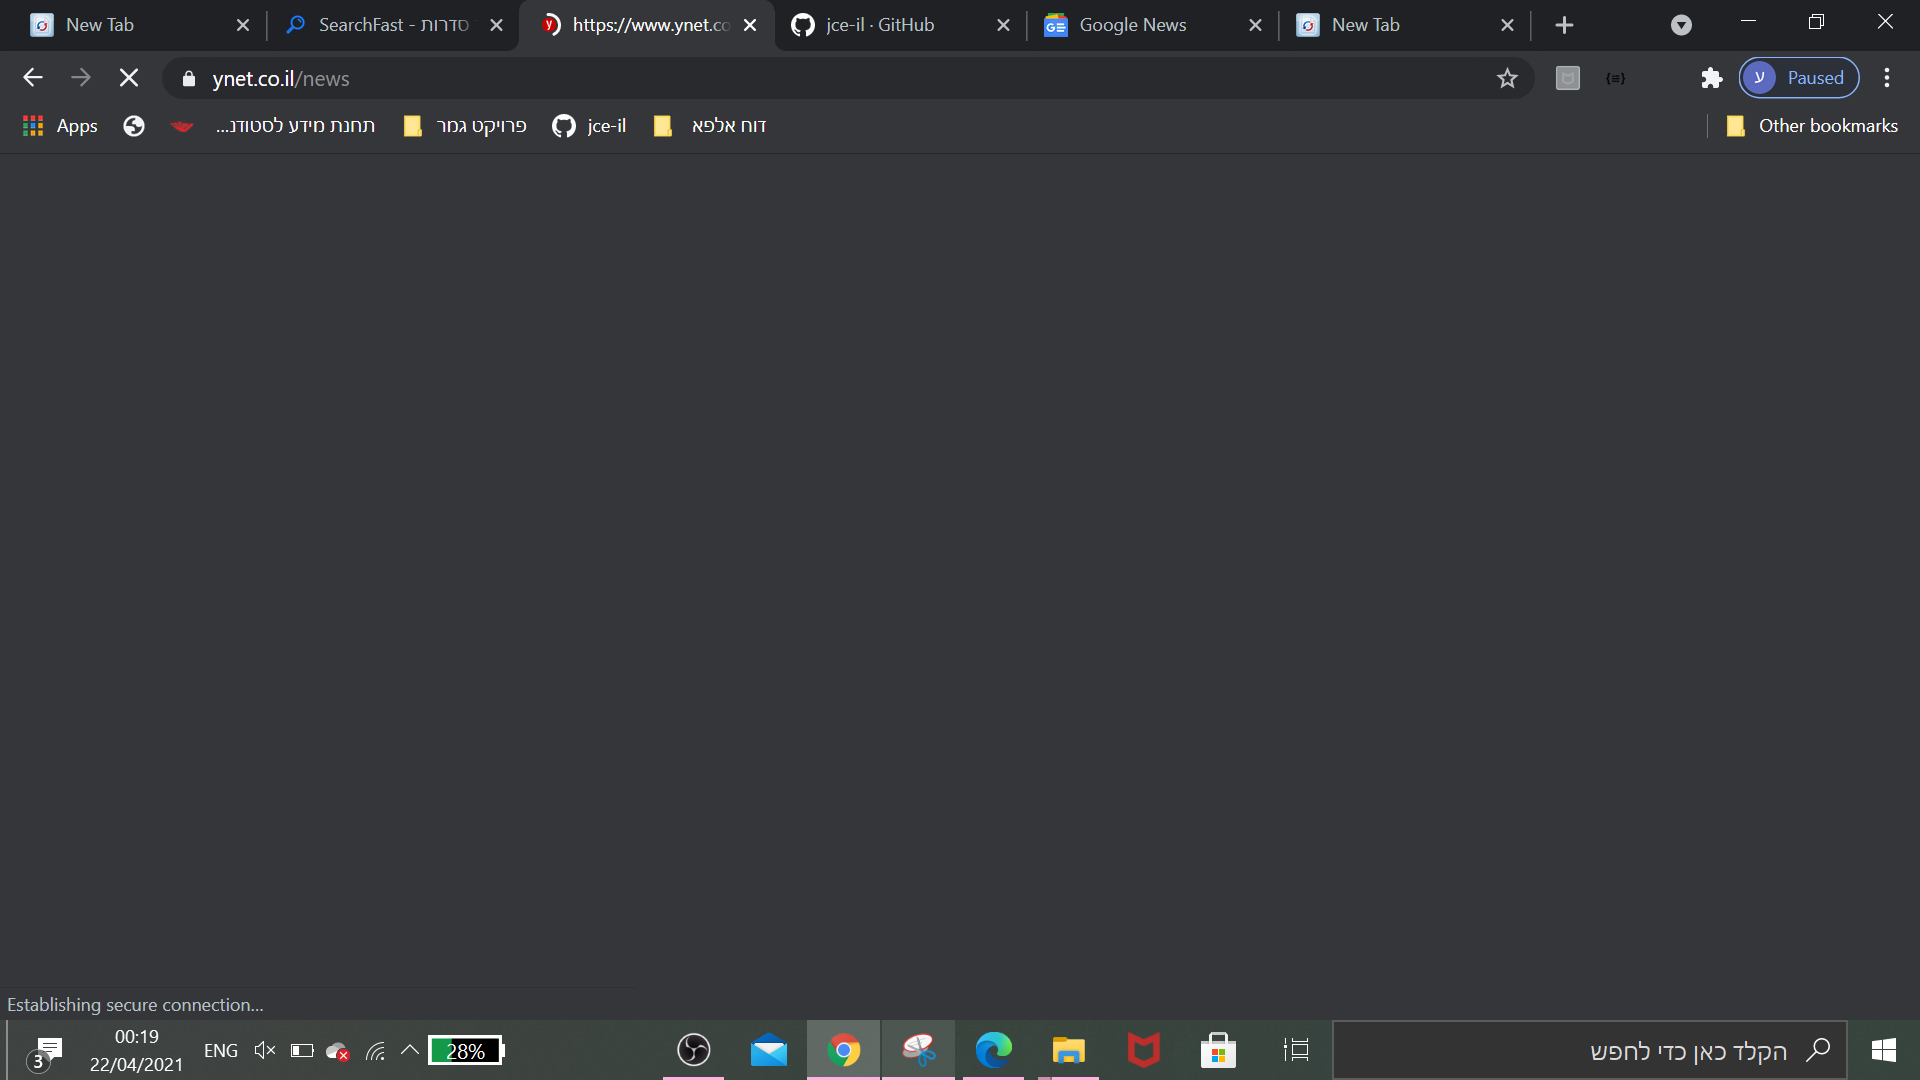 New Tab
SearchFast - סדרות
https://www.ynet.co
jce-il · GitHub
Google News
New Tab
ynet.co.il/news
Paused
Apps
תחנת מידע לסטודנ...
פרויקט גמר
jce-il
דוח אלפא
Other bookmarks
Establishing secure connection...
3
00:19
22/04/2021
ENG
28%
הקלד כאן כדי לחפש